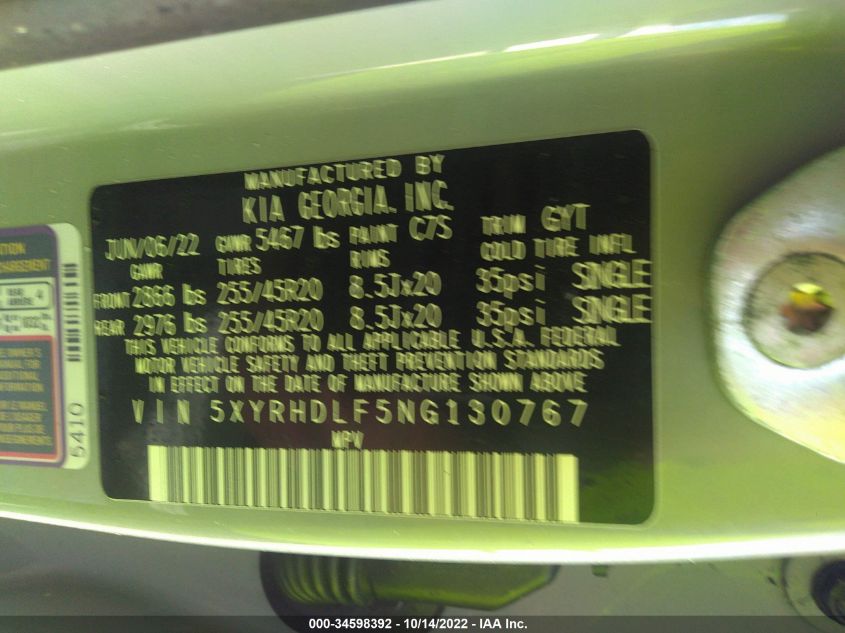 MANUFACTURED BY
KIA GEORGIA, INC.
JUN/06/22 GVWR 5467 lbs PAINT C7S TRIM GYT
GAWR TIRES RIMS COLD TIRE INFL
FRONT 2866 lbs 255/45R20 8.5Jx20 35psi SINGLE
REAR 2976 lbs 255/45R20 8.5Jx20 35psi SINGLE
THIS VEHICLE CONFORMS TO ALL APPLICABLE U.S.A. FEDERAL
MOTOR VEHICLE SAFETY AND THEFT PREVENTION STANDARDS
IN EFFECT ON THE DATE OF MANUFACTURE SHOWN ABOVE
VIN 5XYRHDLF5NG130767
MPV
5410
000-34598392 - 10/14/2022 - IAA Inc.